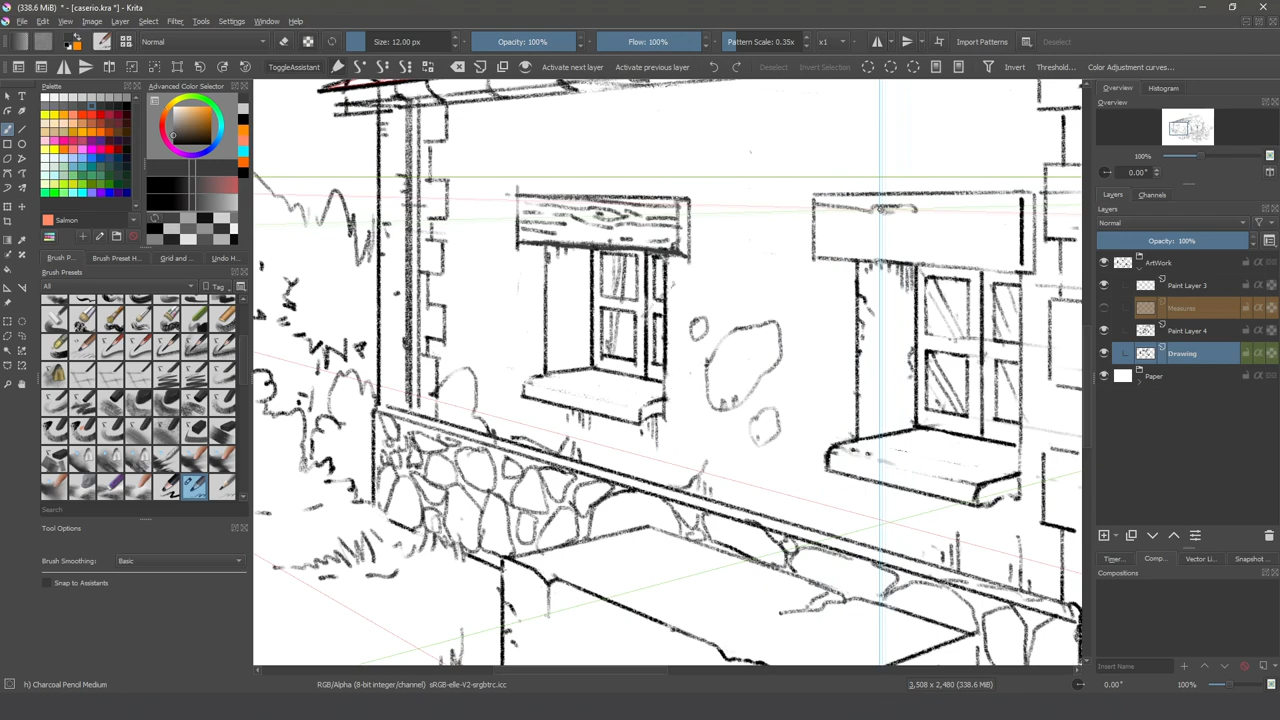 (338.6 MiB) * - [caserio.kra *] - Krita
File Edit View Image Layer Select Filter Tools Settings Window Help
Normal Size: 12.00 px Opacity: 100% Flow: 100% Pattern Scale: 0.35x x1 Import Patterns Deselect
ToggleAssistant Activate next layer Activate previous layer Deselect Invert Threshold... Color Adjustment curves...
Palette
Advanced Color Selector
Overview Histogram
Overview
100%
0.00°
Layers Channels
Layers
Normal
Opacity: 100%
Salmon
Brush P... Brush Preset H... Grid and ... Undo H...
Brush Presets
All Tag
ArtWork
Paint Layer 3
Measures
Paint Layer 4
Drawing
Paper
Search
Tool Options
Brush Smoothing: Basic
Snap to Assistants
Timer... Comp... Vector Li... Snapshot ...
Compositions
Insert Name
h) Charcoal Pencil Medium RGB/Alpha (8-bit integer/channel) sRGB-elle-V2-srgbtrc.icc 3,508 x 2,480 (338.6 MiB) 0.00° 100%